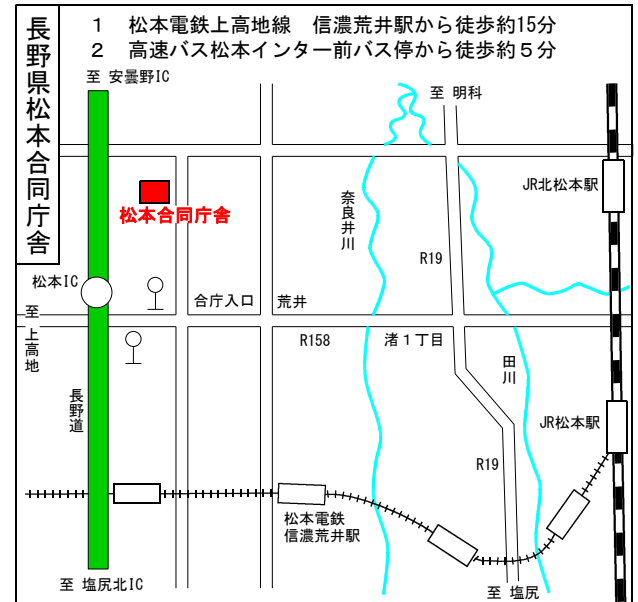 長野県松本合同庁舎
1 松本電鉄上高地線 信濃荒井駅から徒歩約15分
2 高速バス松本インター前バス停から徒歩約５分
至 安曇野IC
至 明科
JR北松本駅
松本合同庁舎
奈良井川
R19
松本IC
合庁入口
荒井
至 上高地
R158
渚１丁目
田川
長野道
JR松本駅
R19
松本電鉄
信濃荒井駅
至 塩尻北IC
至 塩尻